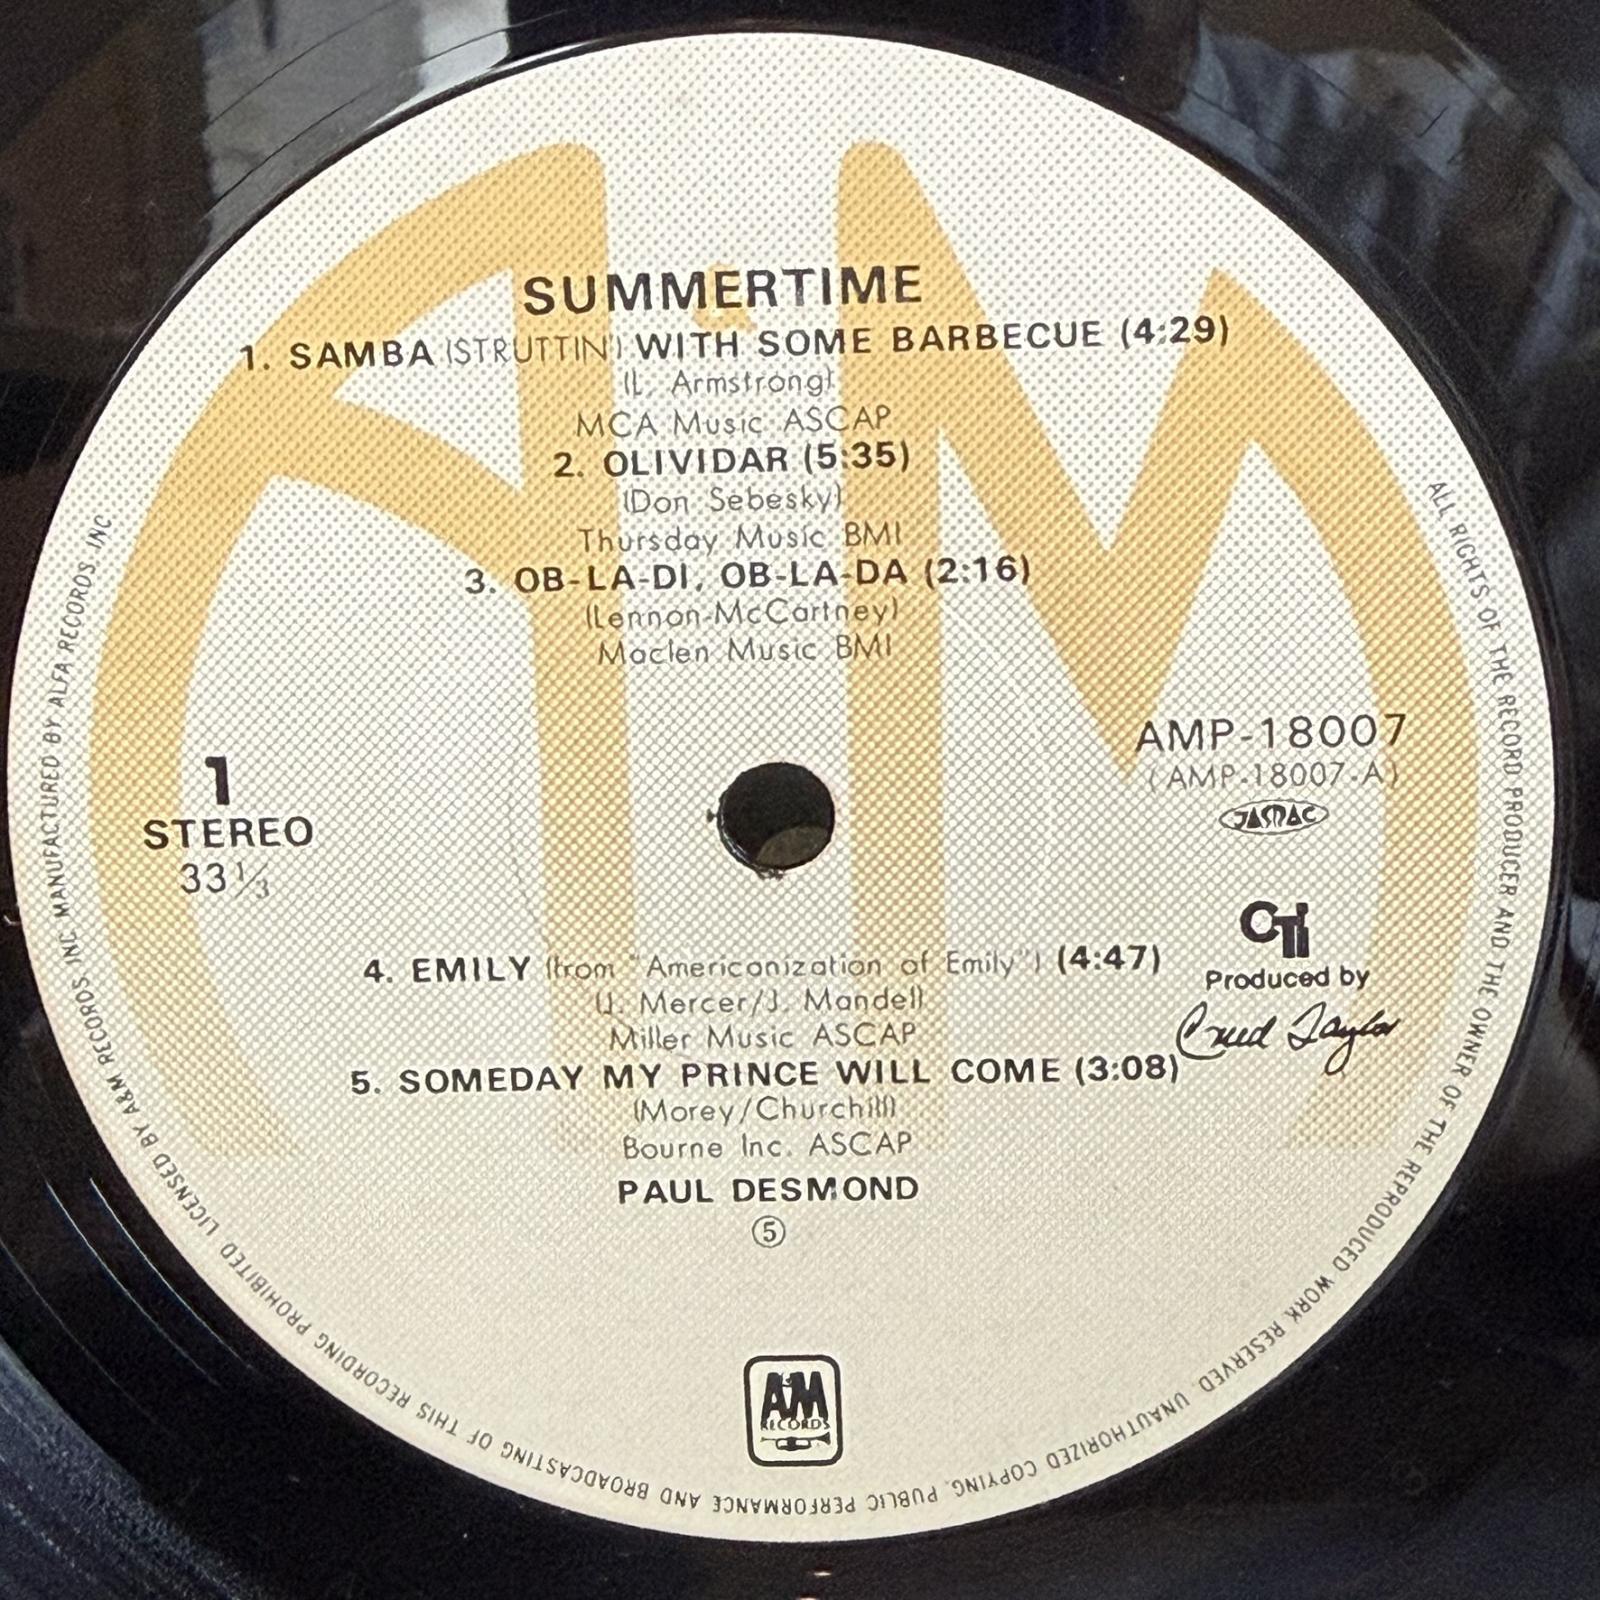 SUMMERTIME
1. SAMBA (STRUTTIN') WITH SOME BARBECUE (4:29)
(L. Armstrong)
MCA Music ASCAP
2. OLIVIDAR (5:35)
(Don Sebesky)
Thursday Music BMI
3. OB-LA-DI, OB-LA-DA (2:16)
(Lennon-McCartney)
Maclen Music BMI
1
STEREO
33 1/3
AMP-18007
(AMP-18007-A)
JASRAC
CTi
Produced by
Creed Taylor
4. EMILY (from "Americanization of Emily") (4:47)
(J. Mercer/J. Mandell)
Miller Music ASCAP
5. SOMEDAY MY PRINCE WILL COME (3:08)
(Morey/Churchill)
Bourne Inc. ASCAP
PAUL DESMOND
⑤
A&M
RECORDS
ALL RIGHTS OF THE RECORD PRODUCER AND THE OWNER OF THE REPRODUCED WORK RESERVED. UNAUTHORIZED COPYING, PUBLIC PERFORMANCE AND BROADCASTING OF THIS RECORDING PROHIBITED LICENSED BY A&M RECORDS, INC MANUFACTURED BY ALFA RECORDS, INC